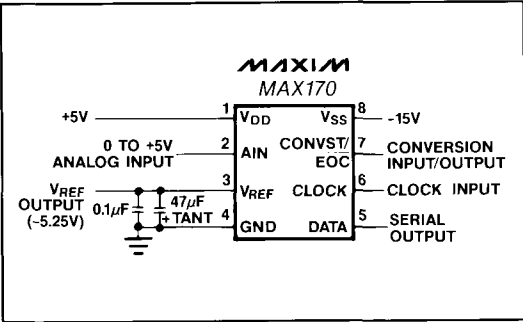 MAXIM
MAX170
+5V
1
VDD
VSS
8
-15V
0 TO +5V
ANALOG INPUT
2
AIN
CONVST/
EOC
7
CONVERSION
INPUT/OUTPUT
VREF
OUTPUT
(-5.25V)
0.1µF
47µF
+TANT
3
VREF
CLOCK
6
CLOCK INPUT
4
GND
DATA
5
SERIAL
OUTPUT